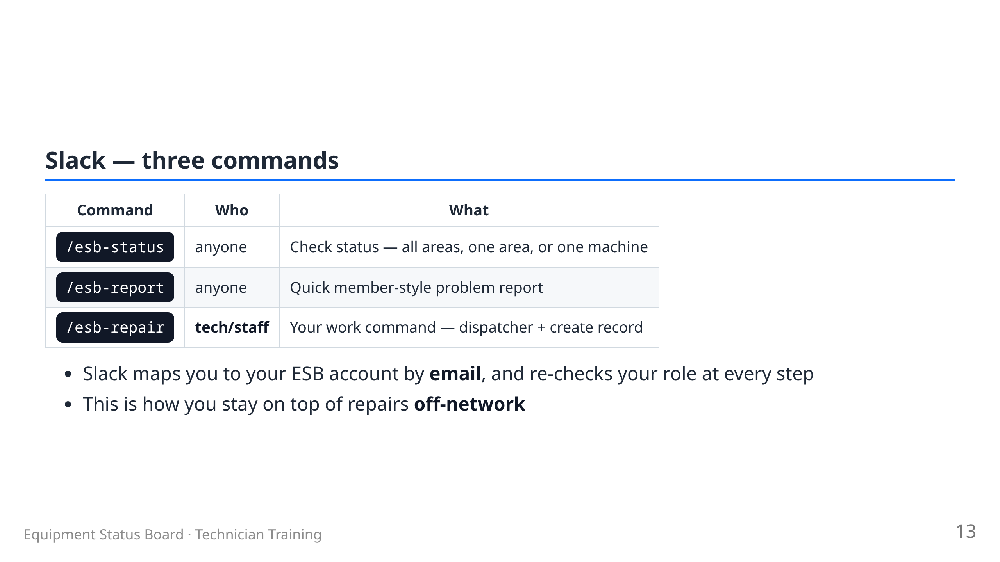 Slack — three commands
Command Who What
/esb-status anyone Check status — all areas, one area, or one machine
/esb-report anyone Quick member-style problem report
/esb-repair tech/staff Your work command — dispatcher + create record
• Slack maps you to your ESB account by email, and re-checks your role at every step
• This is how you stay on top of repairs off-network
Equipment Status Board · Technician Training
13